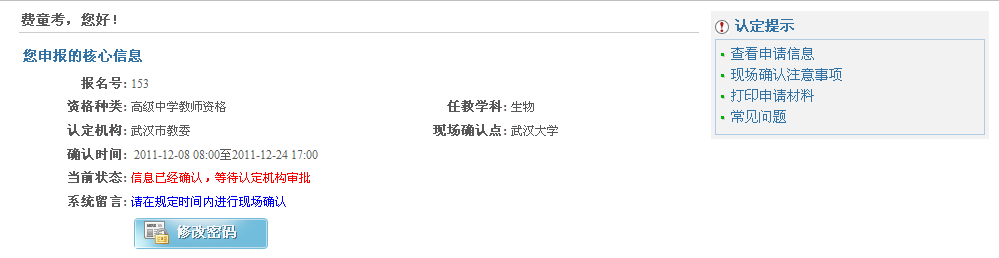 费童考，您好！
您申报的核心信息
报名号: 153
资格种类: 高级中学教师资格 任教学科: 生物
认定机构: 武汉市教委 现场确认点: 武汉大学
确认时间: 2011-12-08 08:00至2011-12-24 17:00
当前状态: 信息已经确认，等待认定机构审批
系统留言: 请在规定时间内进行现场确认
修改密码
认定提示
查看申请信息
现场确认注意事项
打印申请材料
常见问题